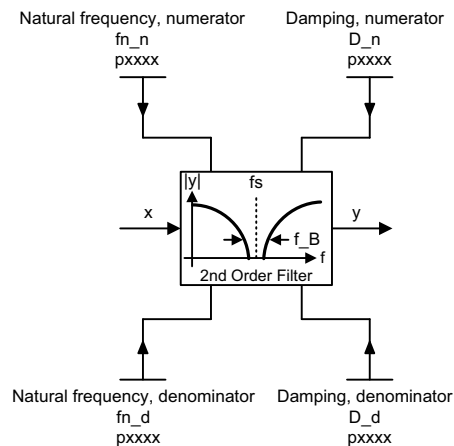 Natural frequency, numerator
fn_n
pxxxx
Damping, numerator
D_n
pxxxx
|y|
fs
x
y
f_B
f
2nd Order Filter
Natural frequency, denominator
fn_d
pxxxx
Damping, denominator
D_d
pxxxx